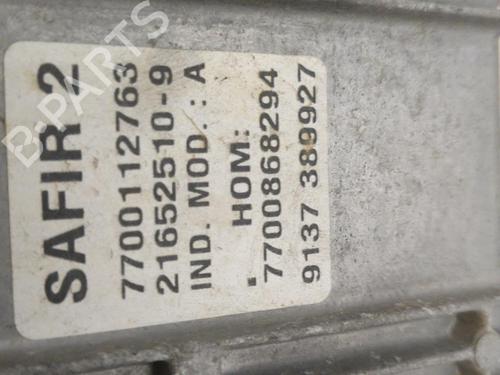 SAFIR 2
7700112763
21652510-9
IND. MOD. : A
HOM:
7700868294
9137 389927
B-PARTS